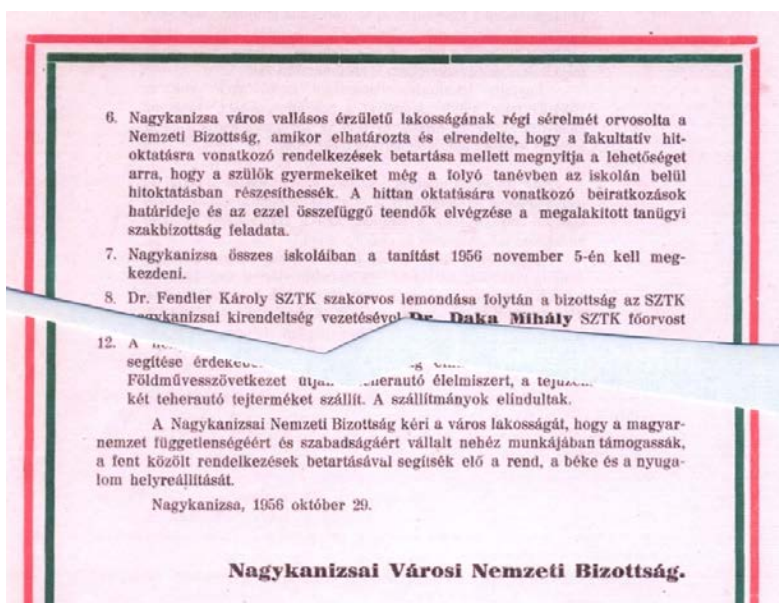 6. Nagykanizsa város vallásos érzületű lakosságának régi sérelmét orvosolta a
Nemzeti Bizottság, amikor elhatározta és elrendelte, hogy a fakultatív hit-
oktatásra vonatkozó rendelkezések betartása mellett megnyitja a lehetőséget
arra, hogy a szülők gyermekeiket még a folyó tanévben az iskolán belül
hitoktatásban részesithessék. A hittan oktatására vonatkozó beiratkozások
határideje és az ezzel összefüggő teendők elvégzése a megalakitott tanügyi
szakbizottság feladata.
7. Nagykanizsa összes iskoláiban a tanítást 1956 november 5-én kell meg-
kezdeni.
8. Dr. Fendler Károly SZTK szakorvos lemondása folytán a bizottság az SZTK
nagykanizsai kirendeltség vezetésével Dr. Daka Mihály SZTK főorvost
12. A
segítése
Földművesszövetkezet útján teherautó élelmiszert, a
két teherautó tejterméket szállít. A szállítmányok elindultak.
A Nagykanizsai Nemzeti Bizottság kéri a város lakosságát, hogy a magyar-
nemzet függetlenségéért és szabadságáért vállalt nehéz munkájában támogassák,
a fent közölt rendelkezések betartásával segitsék elő a rend, a béke és a nyuga-
lom helyreállítását.
Nagykanizsa, 1956 október 29.
Nagykanizsai Városi Nemzeti Bizottság.